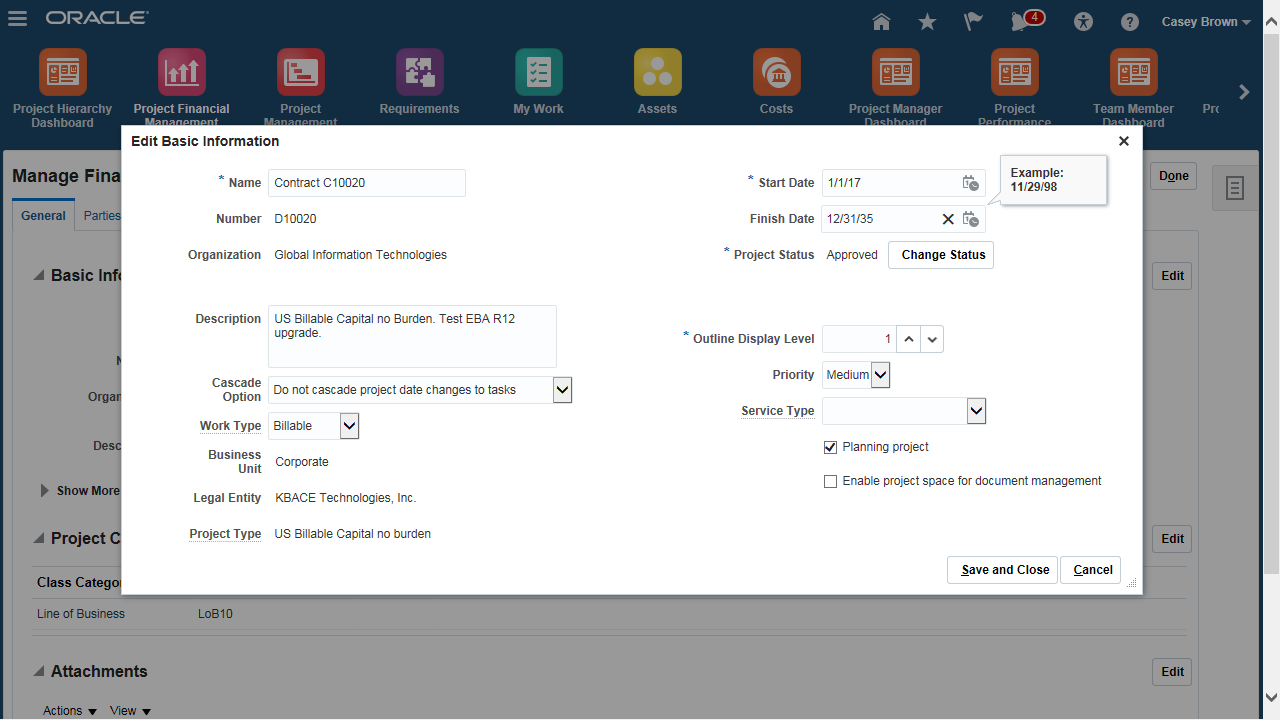 ORACLE
4
Casey Brown
Project Hierarchy
Dashboard
Project Financial
Management
Project
Management
Requirements
My Work
Assets
Costs
Project Manager
Dashboard
Project
Performance
Team Member
Dashboard
Edit Basic Information
Manage Fina
Done
General
Parties
Example:
11/29/98
* Name
Contract C10020
* Start Date
1/1/17
Number
D10020
Finish Date
12/31/35
Organization
Global Information Technologies
* Project Status
Approved
Change Status
Basic Info
Edit
Description
US Billable Capital no Burden. Test EBA R12
upgrade.
* Outline Display Level
1
Cascade
Option
Do not cascade project date changes to tasks
Priority
Medium
Work Type
Billable
Service Type
Organ
Desc
Business
Unit
Corporate
Planning project
Legal Entity
KBACE Technologies, Inc.
Enable project space for document management
Show More
Project Type
US Billable Capital no burden
Project C
Edit
Save and Close
Cancel
Class Catego
Line of Business
LoB10
Attachments
Edit
Actions
View